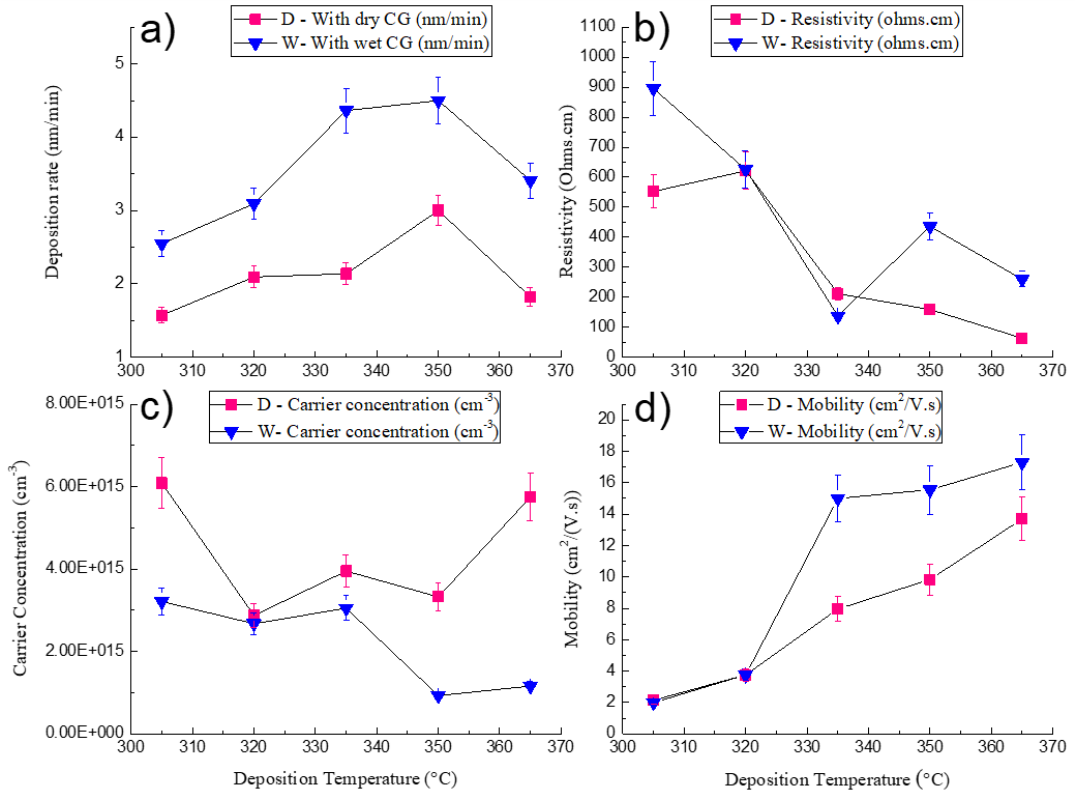 a)
D - With dry CG (nm/min)
W- With wet CG (nm/min)
Deposition rate (nm/min)
5
4
3
2
1
300 310 320 330 340 350 360 370
b)
D - Resistivity (ohms.cm)
W- Resistivity (ohms.cm)
Resistivity (Ohms.cm)
1100
1000
900
800
700
600
500
400
300
200
100
0
300 310 320 330 340 350 360 370
c)
D - Carrier concentration (cm⁻³)
W- Carrier concentration (cm⁻³)
Carrier Concentration (cm⁻³)
8.00E+015
6.00E+015
4.00E+015
2.00E+015
0.00E+000
300 310 320 330 340 350 360 370
Deposition Temperature (°C)
d)
D - Mobility (cm²/V.s)
W- Mobility (cm²/V.s)
Mobility (cm²/(V.s))
20
18
16
14
12
10
8
6
4
2
0
300 310 320 330 340 350 360 370
Deposition Temperature (°C)